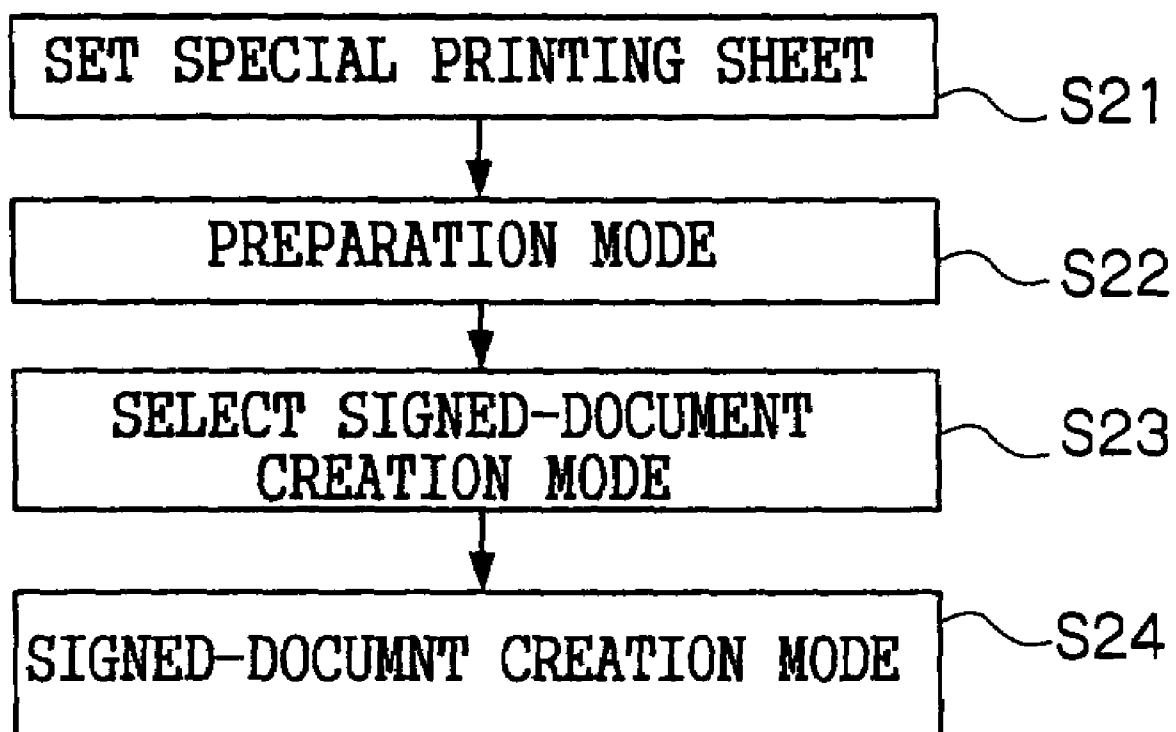 SET SPECIAL PRINTING SHEET
S21
PREPARATION MODE
S22
SELECT SIGNED-DOCUMENT
CREATION MODE
S23
SIGNED-DOCUMNT CREATION MODE
S24